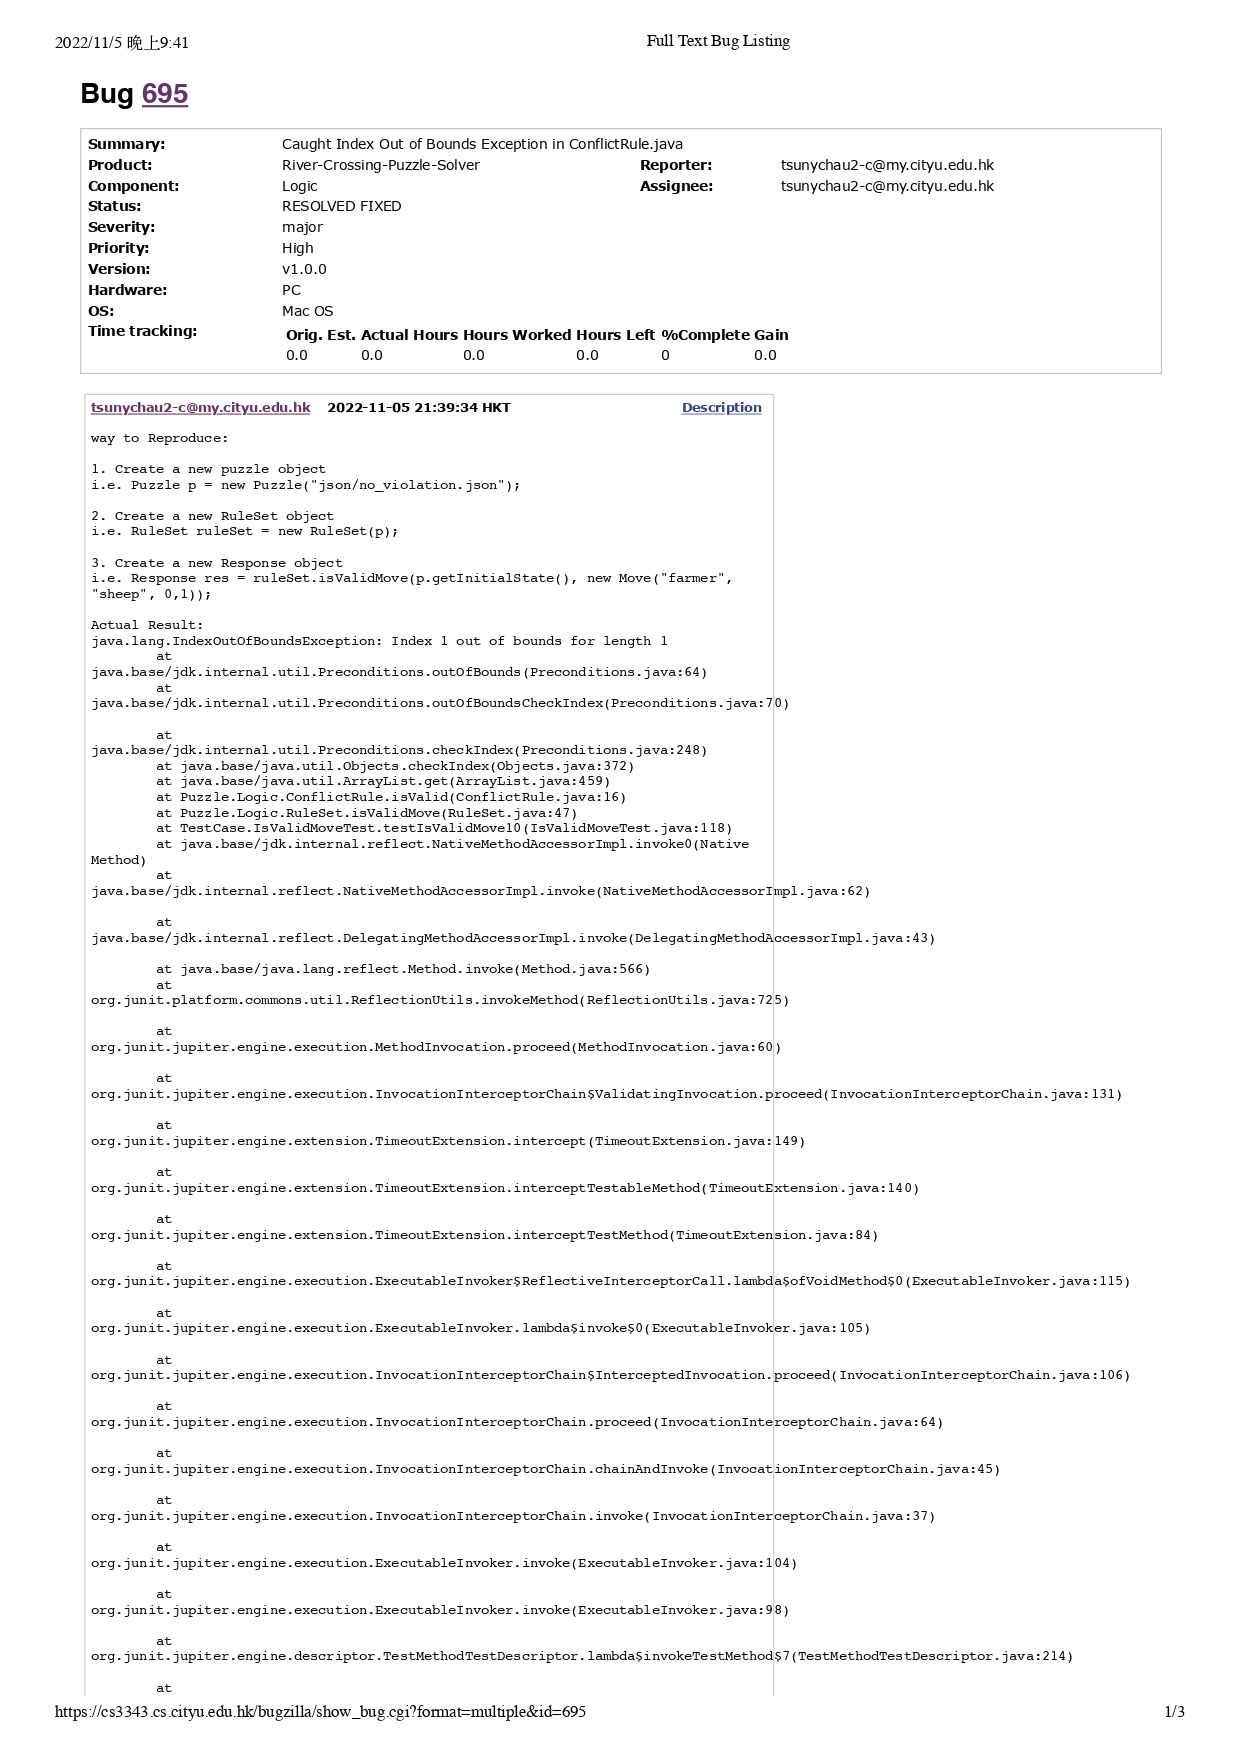 2022/11/5 晚上9:41 Full Text Bug Listing
Bug 695
Summary: Caught Index Out of Bounds Exception in ConflictRule.java
Product: River-Crossing-Puzzle-Solver Reporter: tsunychau2-c@my.cityu.edu.hk
Component: Logic Assignee: tsunychau2-c@my.cityu.edu.hk
Status: RESOLVED FIXED
Severity: major
Priority: High
Version: v1.0.0
Hardware: PC
OS: Mac OS
Time tracking: Orig. Est. Actual Hours Hours Worked Hours Left %Complete Gain
0.0 0.0 0.0 0.0 0 0.0
tsunychau2-c@my.cityu.edu.hk 2022-11-05 21:39:34 HKT Description
way to Reproduce:
1. Create a new puzzle object
i.e. Puzzle p = new Puzzle("json/no_violation.json");
2. Create a new RuleSet object
i.e. RuleSet ruleSet = new RuleSet(p);
3. Create a new Response object
i.e. Response res = ruleSet.isValidMove(p.getInitialState(), new Move("farmer",
"sheep", 0,1));
Actual Result:
java.lang.IndexOutOfBoundsException: Index 1 out of bounds for length 1
at
java.base/jdk.internal.util.Preconditions.outOfBounds(Preconditions.java:64)
at
java.base/jdk.internal.util.Preconditions.outOfBoundsCheckIndex(Preconditions.java:70)
at
java.base/jdk.internal.util.Preconditions.checkIndex(Preconditions.java:248)
at java.base/java.util.Objects.checkIndex(Objects.java:372)
at java.base/java.util.ArrayList.get(ArrayList.java:459)
at Puzzle.Logic.ConflictRule.isValid(ConflictRule.java:16)
at Puzzle.Logic.RuleSet.isValidMove(RuleSet.java:47)
at TestCase.IsValidMoveTest.testIsValidMove10(IsValidMoveTest.java:118)
at java.base/jdk.internal.reflect.NativeMethodAccessorImpl.invoke0(Native
Method)
at
java.base/jdk.internal.reflect.NativeMethodAccessorImpl.invoke(NativeMethodAccessorImpl.java:62)
at
java.base/jdk.internal.reflect.DelegatingMethodAccessorImpl.invoke(DelegatingMethodAccessorImpl.java:43)
at java.base/java.lang.reflect.Method.invoke(Method.java:566)
at
org.junit.platform.commons.util.ReflectionUtils.invokeMethod(ReflectionUtils.java:725)
at
org.junit.jupiter.engine.execution.MethodInvocation.proceed(MethodInvocation.java:60)
at
org.junit.jupiter.engine.execution.InvocationInterceptorChain$ValidatingInvocation.proceed(InvocationInterceptorChain.java:131)
at
org.junit.jupiter.engine.extension.TimeoutExtension.intercept(TimeoutExtension.java:149)
at
org.junit.jupiter.engine.extension.TimeoutExtension.interceptTestableMethod(TimeoutExtension.java:140)
at
org.junit.jupiter.engine.extension.TimeoutExtension.interceptTestMethod(TimeoutExtension.java:84)
at
org.junit.jupiter.engine.execution.ExecutableInvoker$ReflectiveInterceptorCall.lambda$ofVoidMethod$0(ExecutableInvoker.java:115)
at
org.junit.jupiter.engine.execution.ExecutableInvoker.lambda$invoke$0(ExecutableInvoker.java:105)
at
org.junit.jupiter.engine.execution.InvocationInterceptorChain$InterceptedInvocation.proceed(InvocationInterceptorChain.java:106)
at
org.junit.jupiter.engine.execution.InvocationInterceptorChain.proceed(InvocationInterceptorChain.java:64)
at
org.junit.jupiter.engine.execution.InvocationInterceptorChain.chainAndInvoke(InvocationInterceptorChain.java:45)
at
org.junit.jupiter.engine.execution.InvocationInterceptorChain.invoke(InvocationInterceptorChain.java:37)
at
org.junit.jupiter.engine.execution.ExecutableInvoker.invoke(ExecutableInvoker.java:104)
at
org.junit.jupiter.engine.execution.ExecutableInvoker.invoke(ExecutableInvoker.java:98)
at
org.junit.jupiter.engine.descriptor.TestMethodTestDescriptor.lambda$invokeTestMethod$7(TestMethodTestDescriptor.java:214)
at
https://cs3343.cs.cityu.edu.hk/bugzilla/show_bug.cgi?format=multiple&id=695 1/3